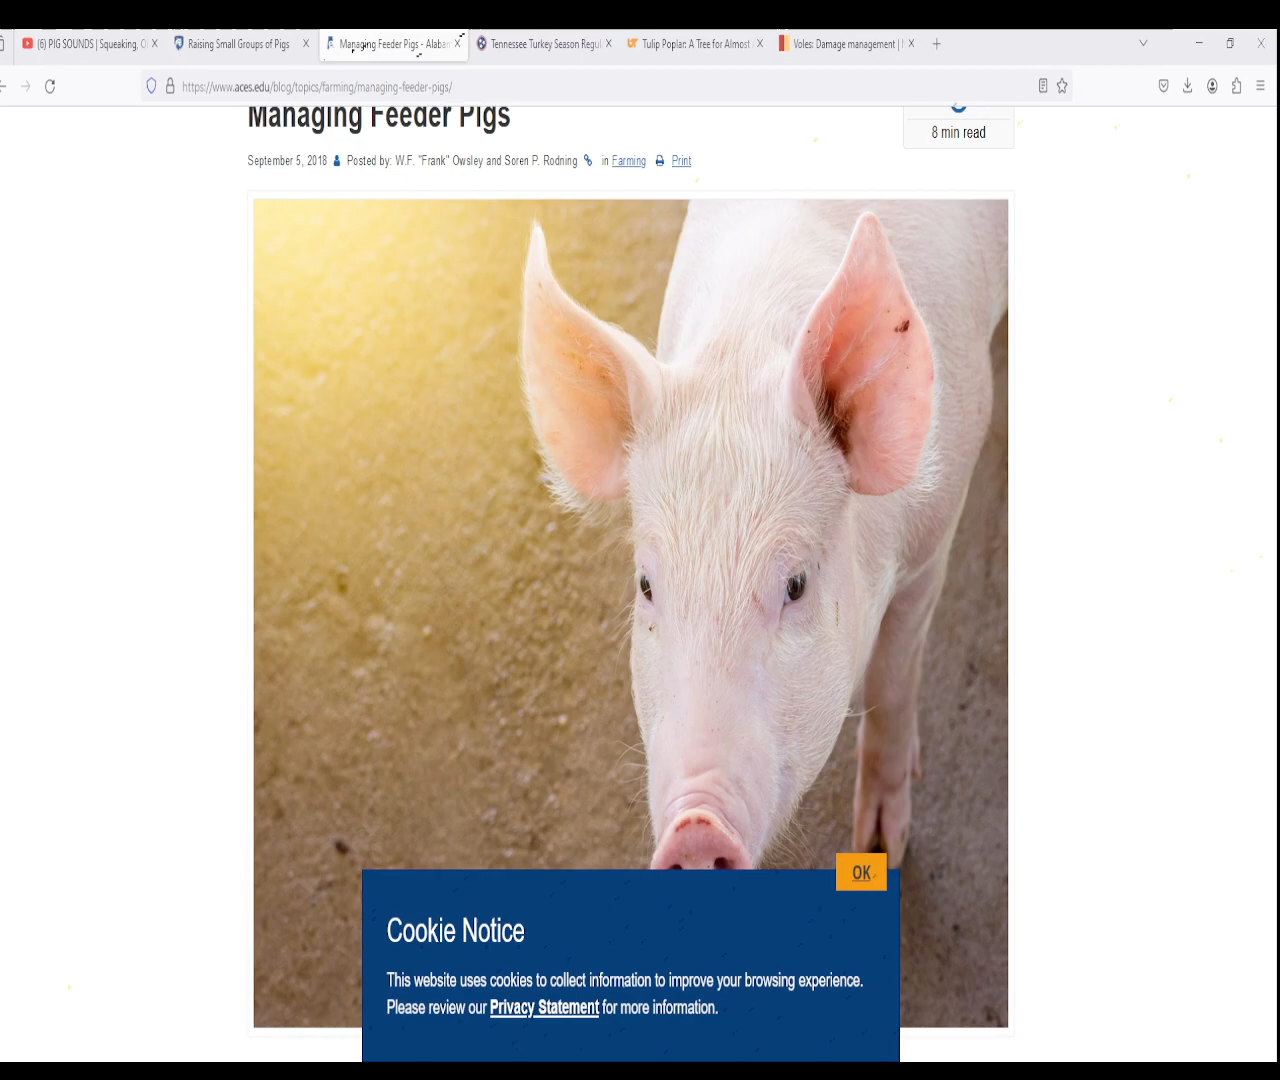 (6) PIG SOUNDS | Squeaking, O
Raising Small Groups of Pigs
Managing Feeder Pigs - Alabam
Tennessee Turkey Season Regul
Tulip Poplar: A Tree for Almost
Voles: Damage management |
https://www.aces.edu/blog/topics/farming/managing-feeder-pigs/
Managing Feeder Pigs
8 min read
September 5, 2018 Posted by: W.F. "Frank" Owsley and Soren P. Rodning in Farming Print
OK
Cookie Notice
This website uses cookies to collect information to improve your browsing experience.
Please review our Privacy Statement for more information.